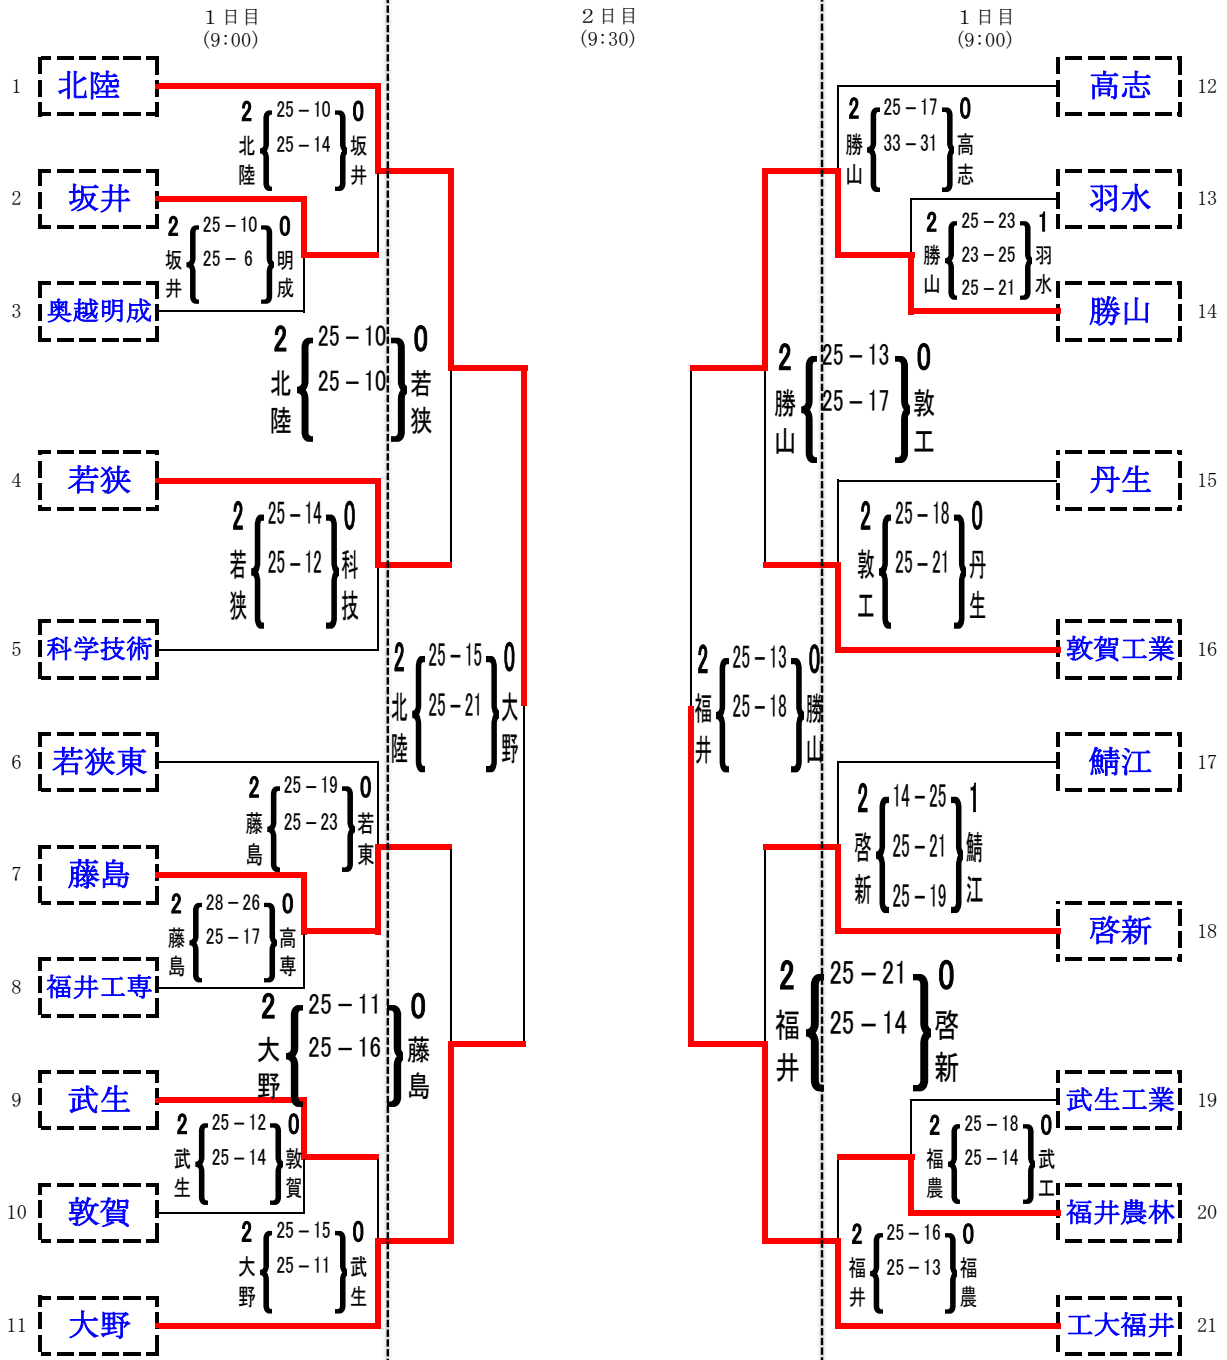 1日目
(9:00)
2日目
(9:30)
1日目
(9:00)
1 北陸
2 { 25－10 } 0
北陸 25－14 坂井
2 坂井
2 { 25－10 } 0
坂井 25－ 6 明成
3 奥越明成
2 { 25－10 } 0
北陸 25－10 若狭
4 若狭
2 { 25－14 } 0
若狭 25－12 科技
5 科学技術
2 { 25－15 } 0
北陸 25－21 大野
6 若狭東
2 { 25－19 } 0
藤島 25－23 若東
7 藤島
2 { 28－26 } 0
藤島 25－17 高専
8 福井工専
2 { 25－11 } 0
大野 25－16 藤島
9 武生
2 { 25－12 } 0
武生 25－14 敦賀
10 敦賀
2 { 25－15 } 0
大野 25－11 武生
11 大野
高志 12
2 { 25－17 } 0
勝山 33－31 高志
羽水 13
2 { 25－23 } 1
勝山 23－25 羽水
25－21
勝山 14
2 { 25－13 } 0
勝山 25－17 敦工
丹生 15
2 { 25－18 } 0
敦工 25－21 丹生
敦賀工業 16
2 { 25－13 } 0
福井 25－18 勝山
鯖江 17
2 { 14－25 } 1
啓新 25－21 鯖江
25－19
啓新 18
2 { 25－21 } 0
福井 25－14 啓新
武生工業 19
2 { 25－18 } 0
福農 25－14 武工
福井農林 20
2 { 25－16 } 0
福井 25－13 福農
工大福井 21